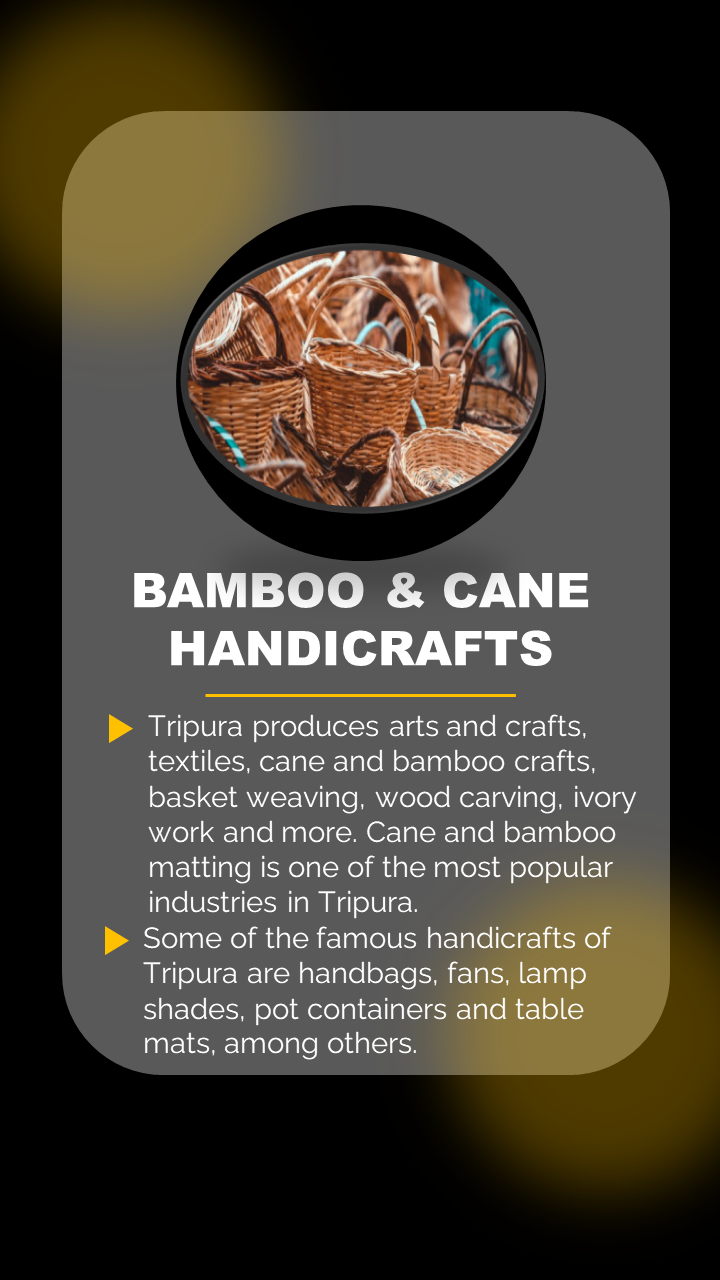 BAMBOO & CANE
HANDICRAFTS
Tripura produces arts and crafts,
textiles, cane and bamboo crafts,
basket weaving, wood carving, ivory
work and more. Cane and bamboo
matting is one of the most popular
industries in Tripura.
Some of the famous handicrafts of
Tripura are handbags, fans, lamp
shades, pot containers and table
mats, among others.